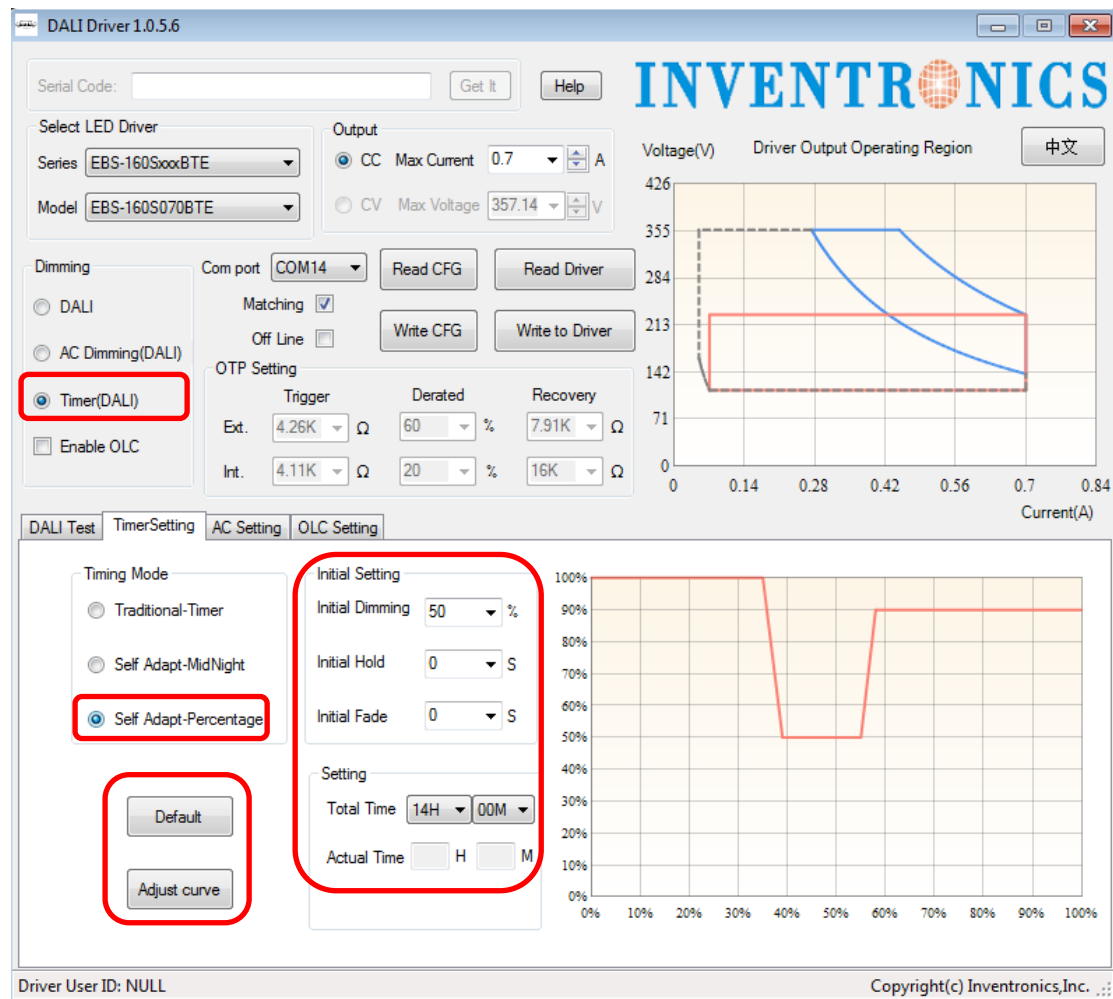 DALI Driver 1.0.5.6
Serial Code:
Get It
Help
INVENTRONICS
Select LED Driver
Series EBS-160SxxxBTE
Model EBS-160S070BTE
Output
CC Max Current 0.7 A
CV Max Voltage 357.14 V
Voltage(V) Driver Output Operating Region
中文
426
355
284
213
142
71
0
0 0.14 0.28 0.42 0.56 0.7 0.84
Current(A)
Dimming
DALI
AC Dimming(DALI)
Timer(DALI)
Enable OLC
Com port COM14
Matching
Off Line
Read CFG
Read Driver
Write CFG
Write to Driver
OTP Setting
Trigger Derated Recovery
Ext. 4.26K Ω 60 % 7.91K Ω
Int. 4.11K Ω 20 % 16K Ω
DALI Test TimerSetting AC Setting OLC Setting
Timing Mode
Traditional-Timer
Self Adapt-MidNight
Self Adapt-Percentage
Default
Adjust curve
Initial Setting
Initial Dimming 50 %
Initial Hold 0 S
Initial Fade 0 S
Setting
Total Time 14H 00M
Actual Time H M
100%
90%
80%
70%
60%
50%
40%
30%
20%
10%
0%
0% 10% 20% 30% 40% 50% 60% 70% 80% 90% 100%
Driver User ID: NULL
Copyright(c) Inventronics,Inc.